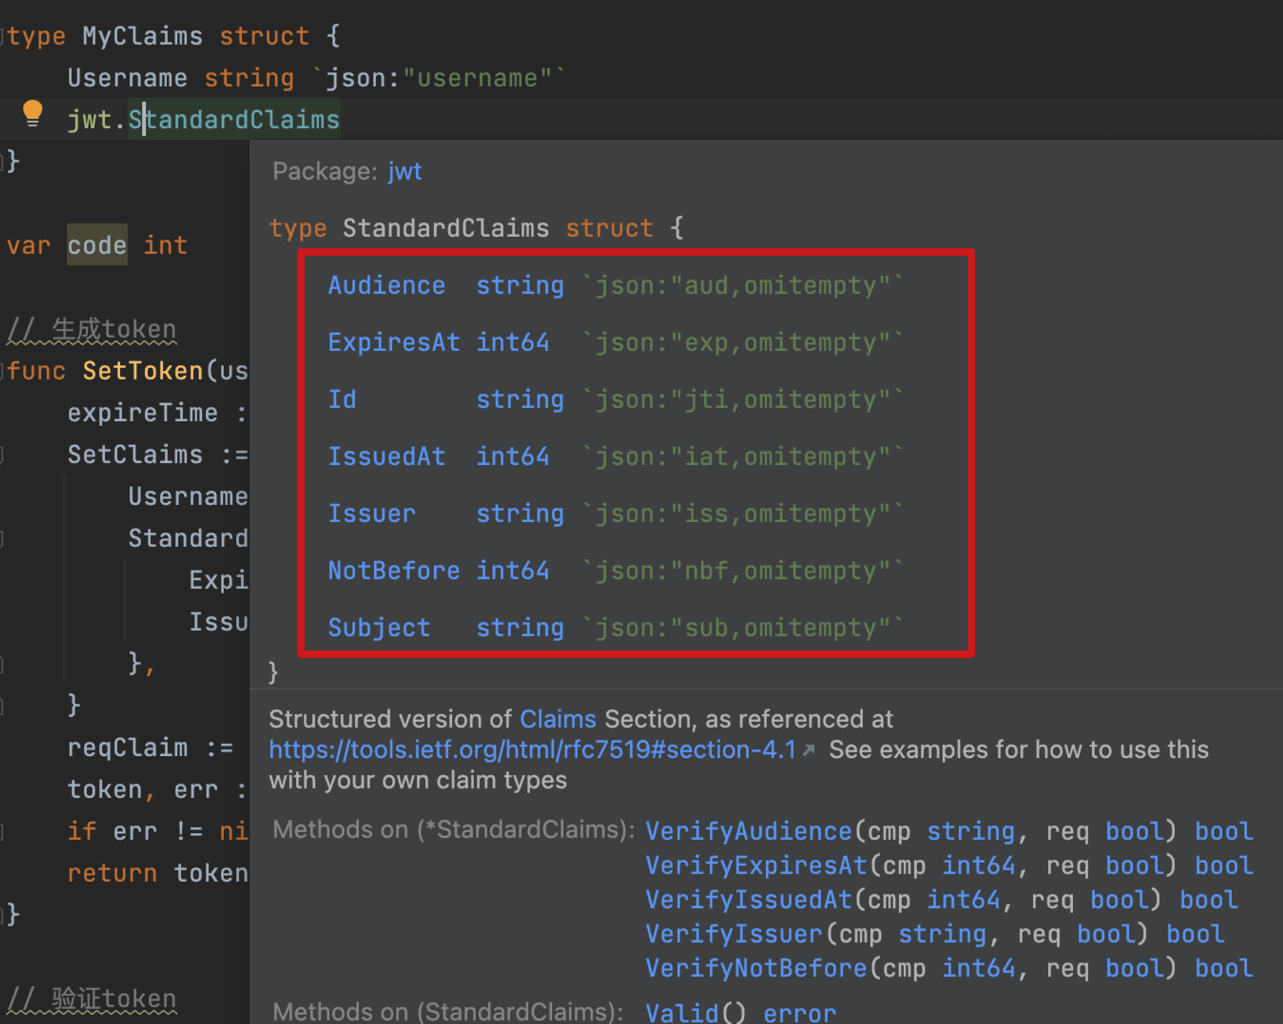 type MyClaims struct {
Username string `json:"username"`
jwt.StandardClaims
}
var code int
// 生成token
func SetToken(us
expireTime :
SetClaims :=
Username
Standard
Expi
Issu
},
}
reqClaim :=
token, err :
if err != ni
return token
}
// 验证token
Package: jwt
type StandardClaims struct {
Audience string `json:"aud,omitempty"`
ExpiresAt int64 `json:"exp,omitempty"`
Id string `json:"jti,omitempty"`
IssuedAt int64 `json:"iat,omitempty"`
Issuer string `json:"iss,omitempty"`
NotBefore int64 `json:"nbf,omitempty"`
Subject string `json:"sub,omitempty"`
}
Structured version of Claims Section, as referenced at
https://tools.ietf.org/html/rfc7519#section-4.1↗ See examples for how to use this
with your own claim types
Methods on (*StandardClaims): VerifyAudience(cmp string, req bool) bool
VerifyExpiresAt(cmp int64, req bool) bool
VerifyIssuedAt(cmp int64, req bool) bool
VerifyIssuer(cmp string, req bool) bool
VerifyNotBefore(cmp int64, req bool) bool
Methods on (StandardClaims): Valid() error